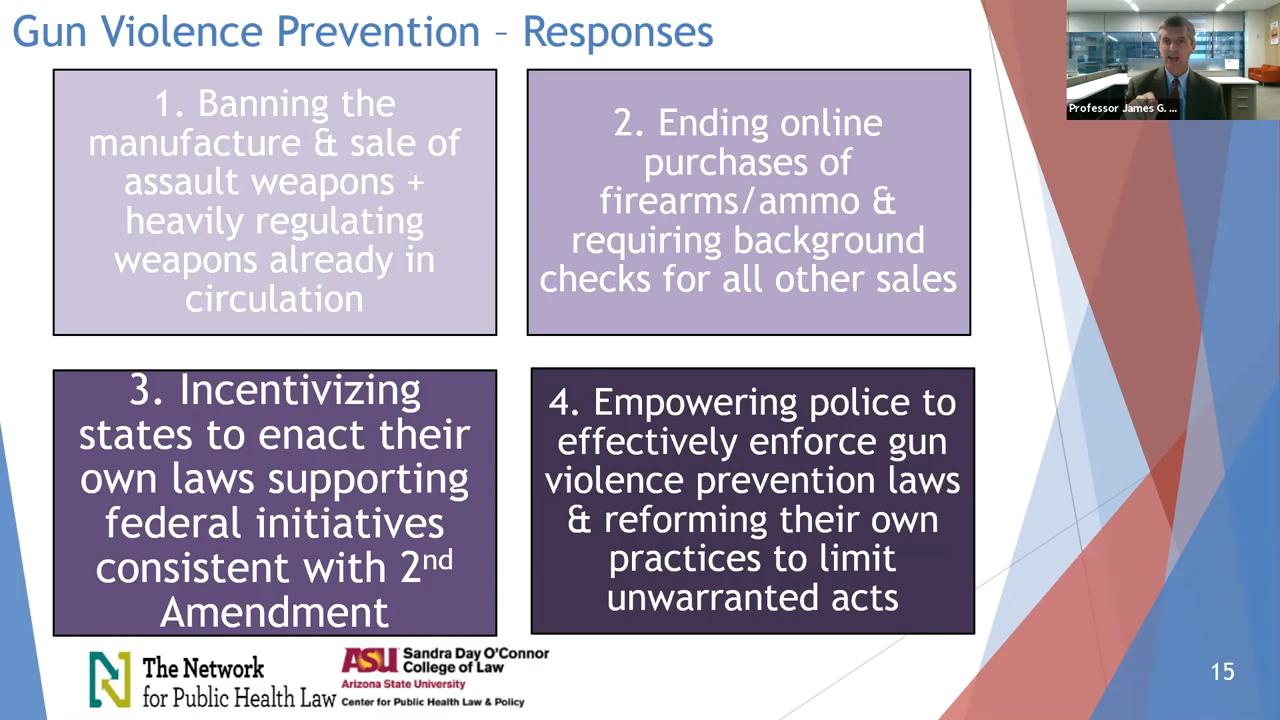 Gun Violence Prevention – Responses
1. Banning the
manufacture & sale of
assault weapons +
heavily regulating
weapons already in
circulation
2. Ending online
purchases of
firearms/ammo &
requiring background
checks for all other sales
3. Incentivizing
states to enact their
own laws supporting
federal initiatives
consistent with 2nd
Amendment
4. Empowering police to
effectively enforce gun
violence prevention laws
& reforming their own
practices to limit
unwarranted acts
The Network
for Public Health Law
ASU Sandra Day O'Connor
College of Law
Arizona State University
Center for Public Health Law & Policy
Professor James G. ...
15